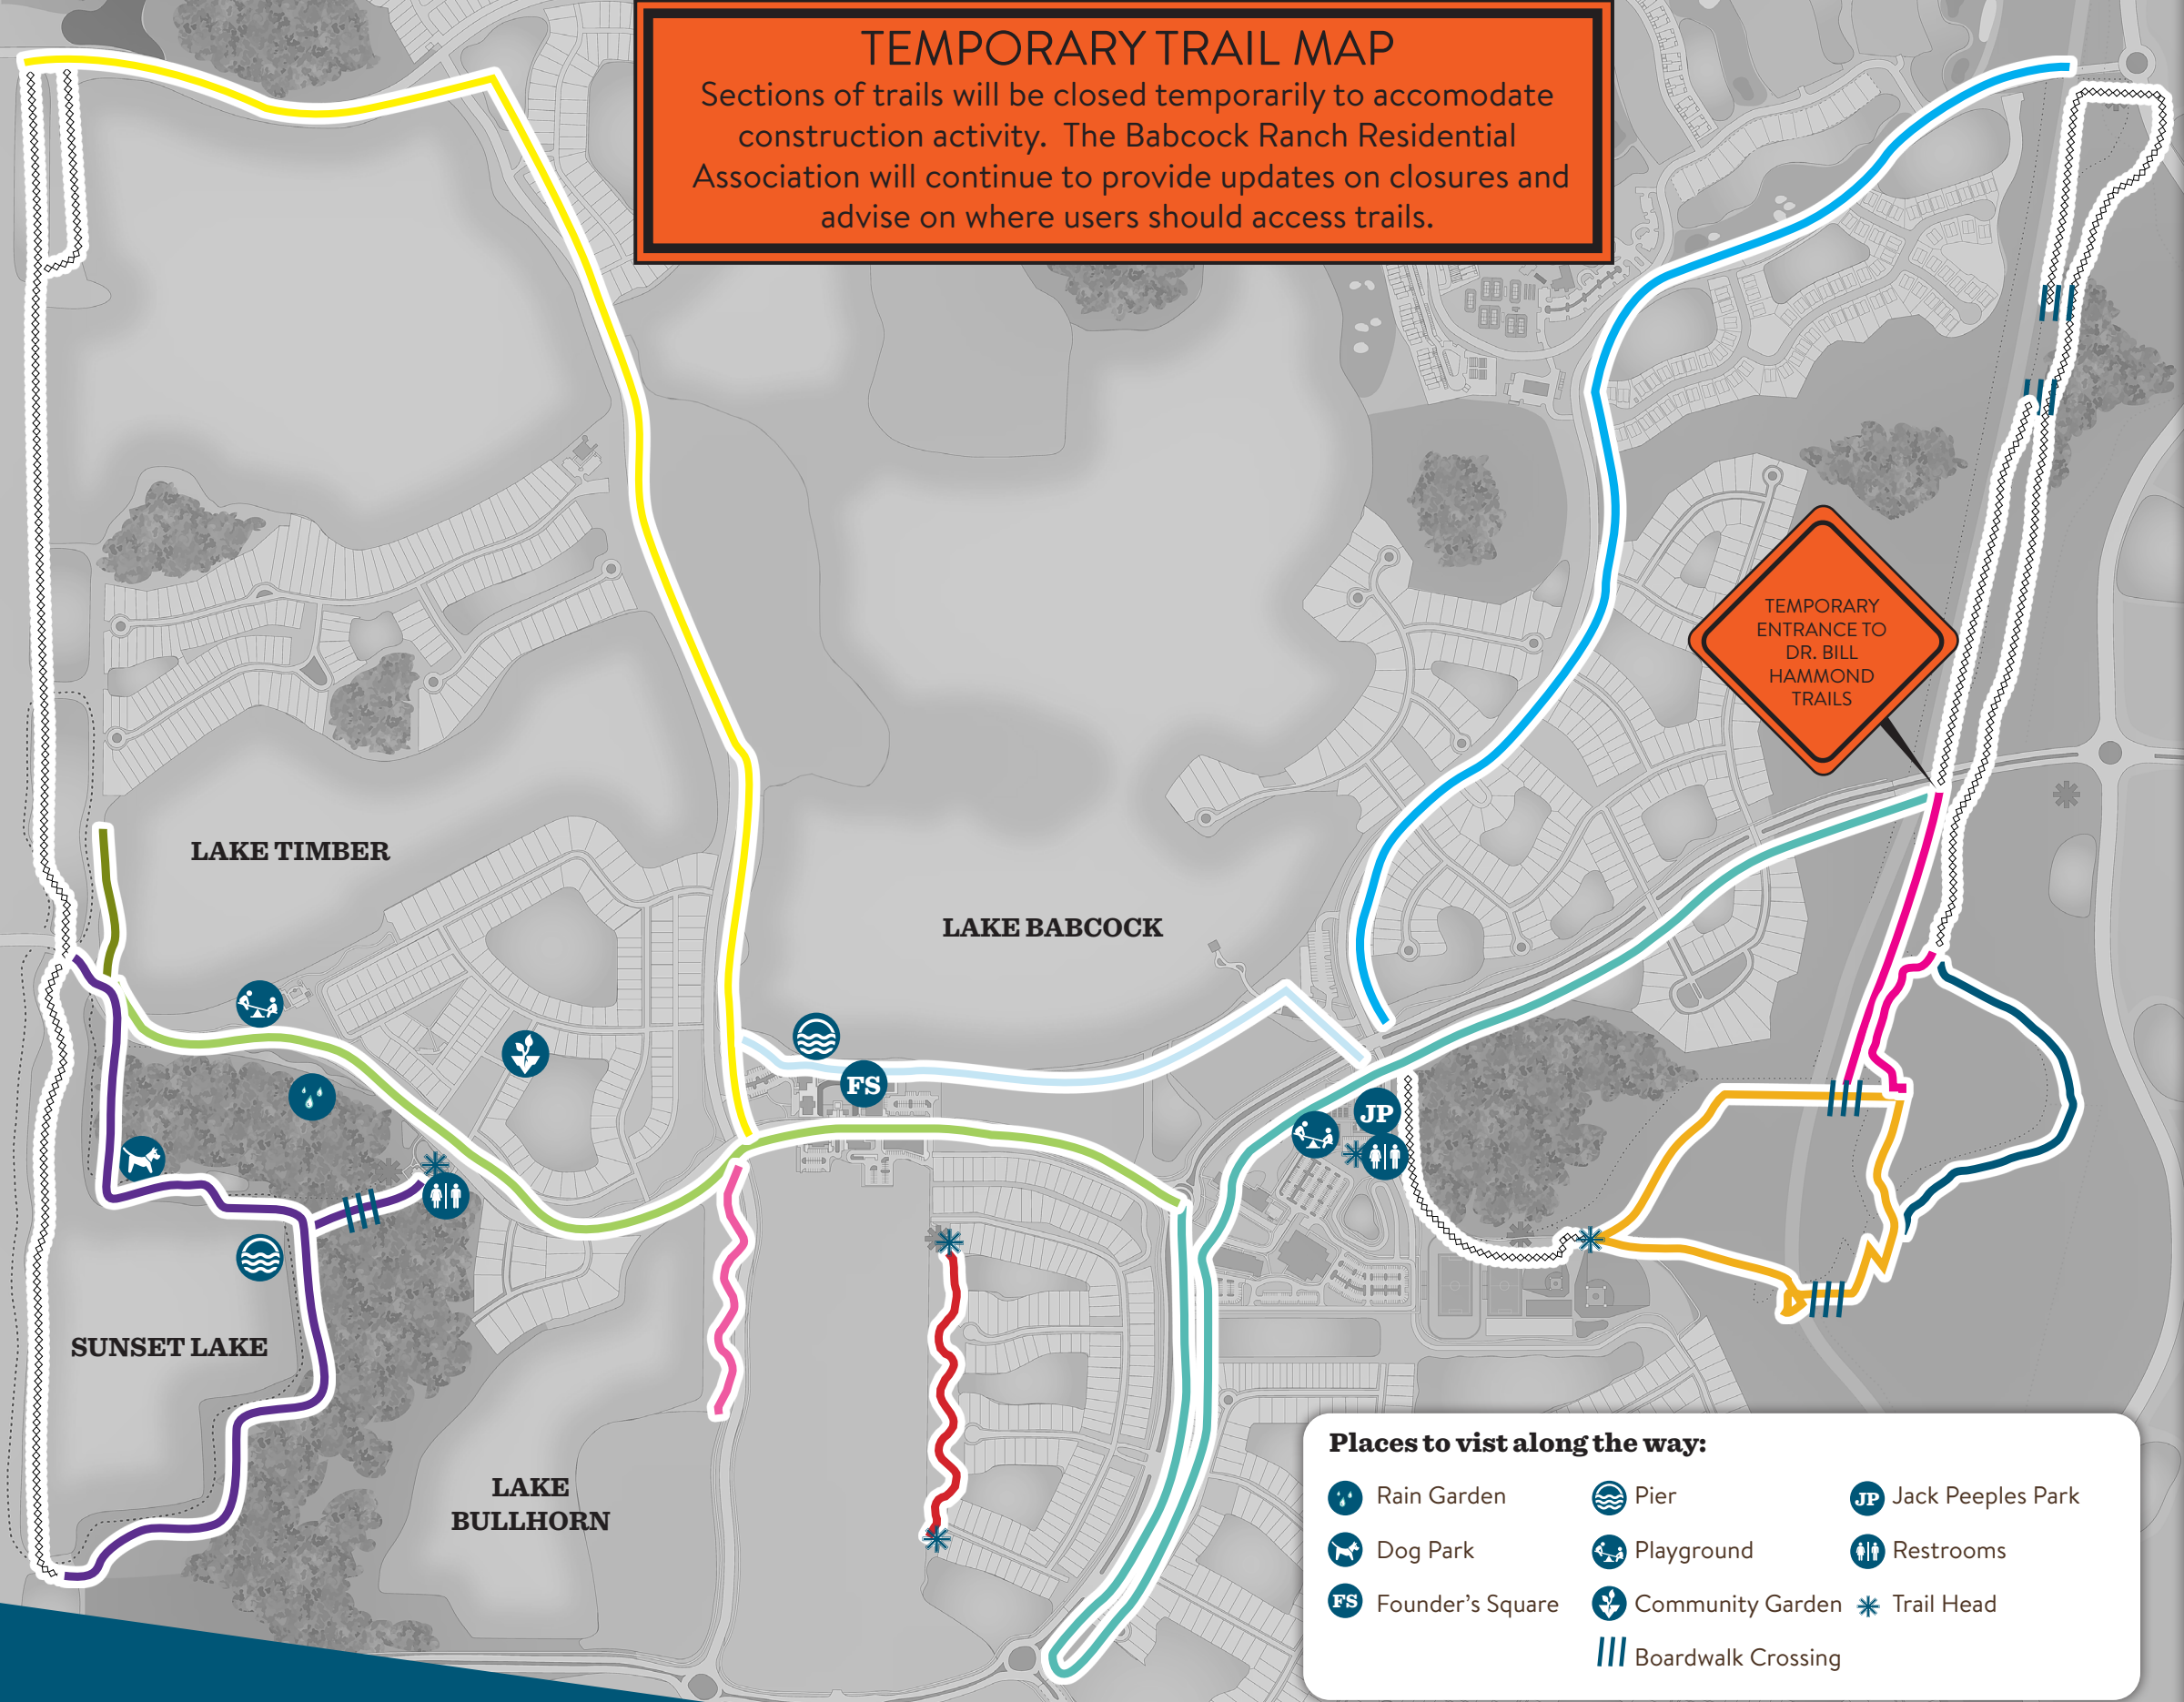 TEMPORARY TRAIL MAP
Sections of trails will be closed temporarily to accomodate
construction activity.  The Babcock Ranch Residential
Association will continue to provide updates on closures and
advise on where users should access trails.
TEMPORARY
ENTRANCE TO
DR. BILL
HAMMOND
TRAILS
LAKE TIMBER
LAKE BABCOCK
FS
JP
SUNSET LAKE
LAKE
BULLHORN
Places to vist along the way:
Rain Garden
Pier
JP Jack Peeples Park
Dog Park
Playground
Restrooms
FS Founder's Square
Community Garden
Trail Head
Boardwalk Crossing